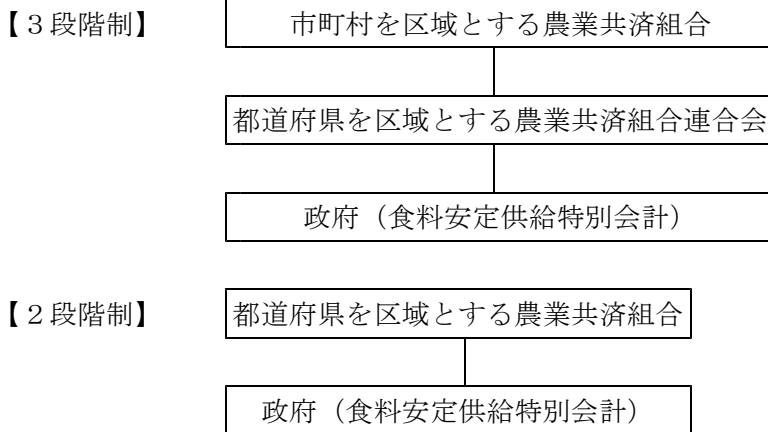 【３段階制】 市町村を区域とする農業共済組合
都道府県を区域とする農業共済組合連合会
政府（食料安定供給特別会計）
【２段階制】 都道府県を区域とする農業共済組合
政府（食料安定供給特別会計）